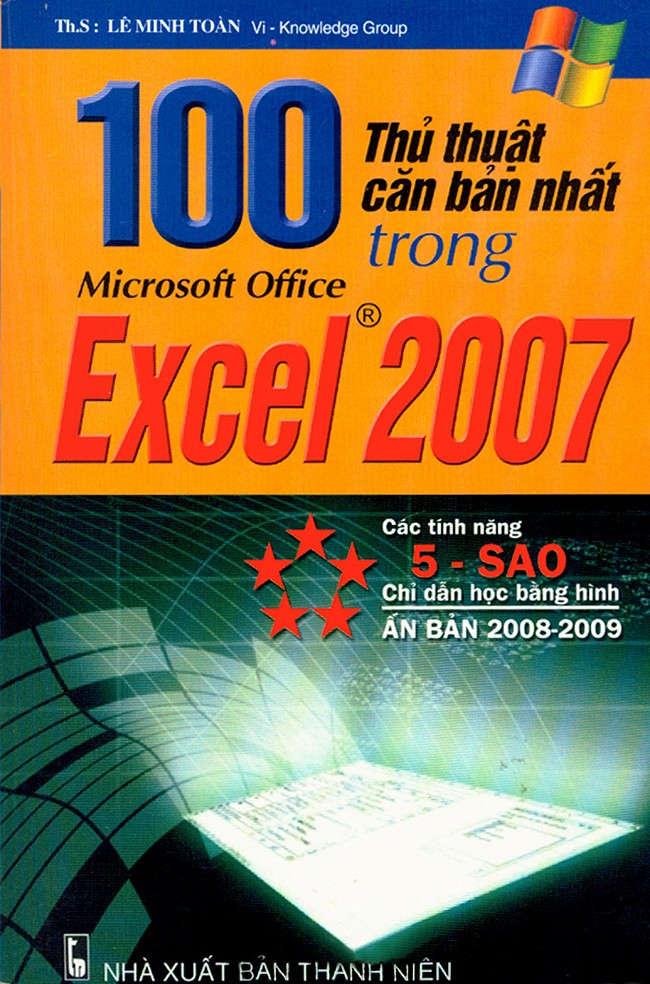 Th.S : LÊ MINH TOÀN Vi - Knowledge Group
100 Thủ thuật
căn bản nhất
trong
Microsoft Office
Excel® 2007
Các tính năng
5 - SAO
Chỉ dẫn học bằng hình
ẤN BẢN 2008-2009
NHÀ XUẤT BẢN THANH NIÊN